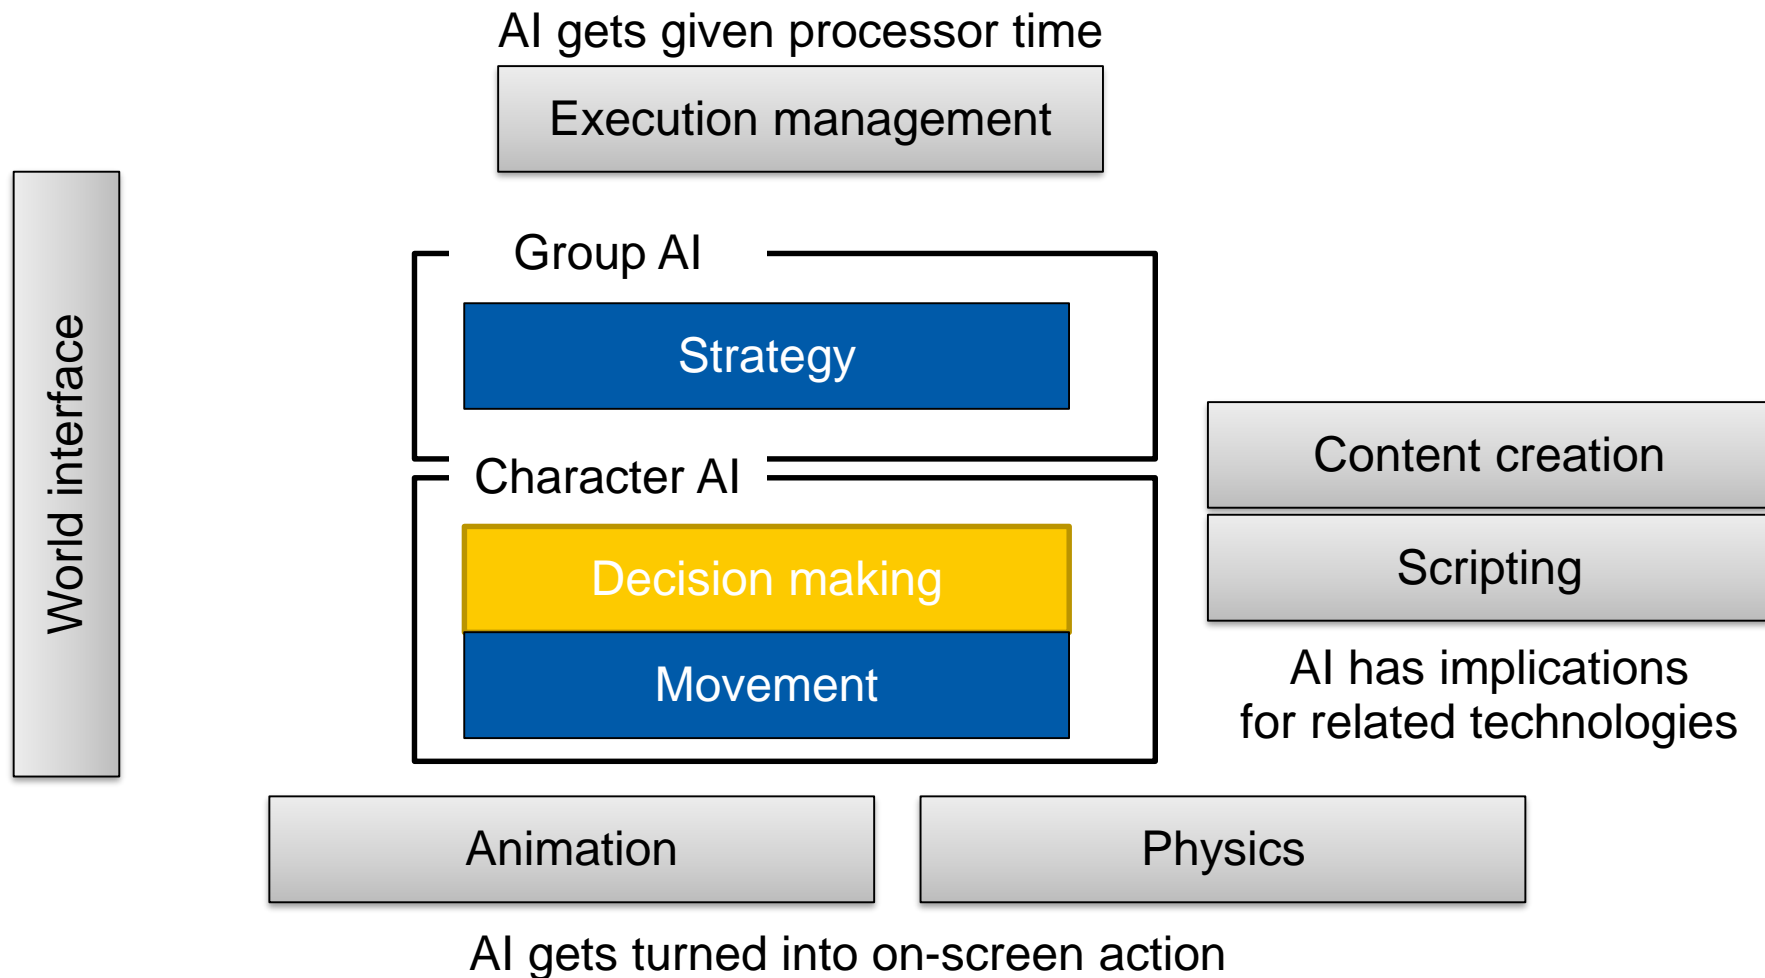 AI gets given processor time
Execution management
World interface
Group AI
Strategy
Character AI
Decision making
Movement
Content creation
Scripting
AI has implications
for related technologies
Animation
Physics
AI gets turned into on-screen action